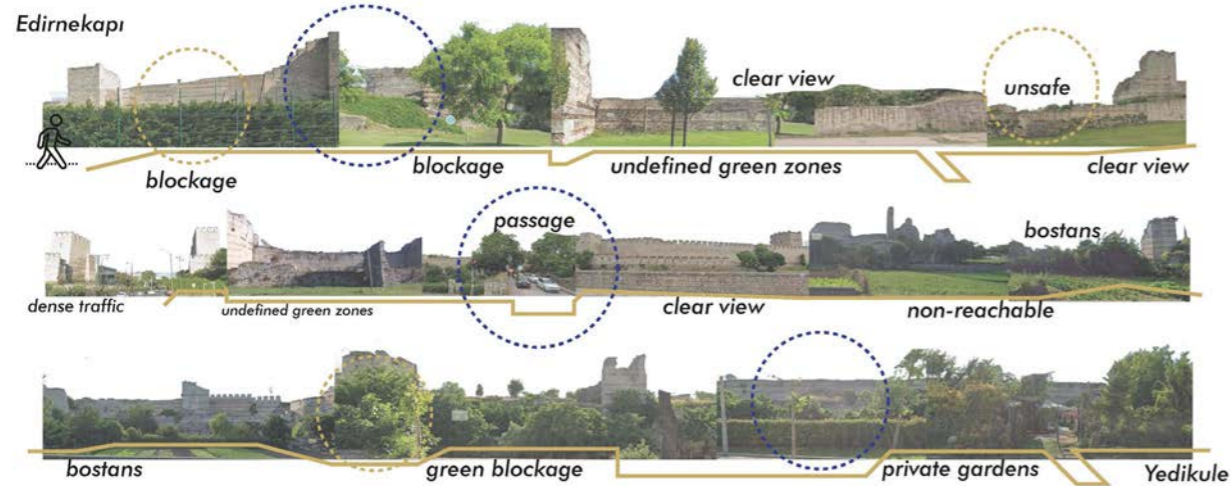 Edirnekapı
clear view
unsafe
blockage
blockage
undefined green zones
clear view
passage
bostans
dense traffic
undefined green zones
clear view
non-reachable
bostans
green blockage
private gardens
Yedikule